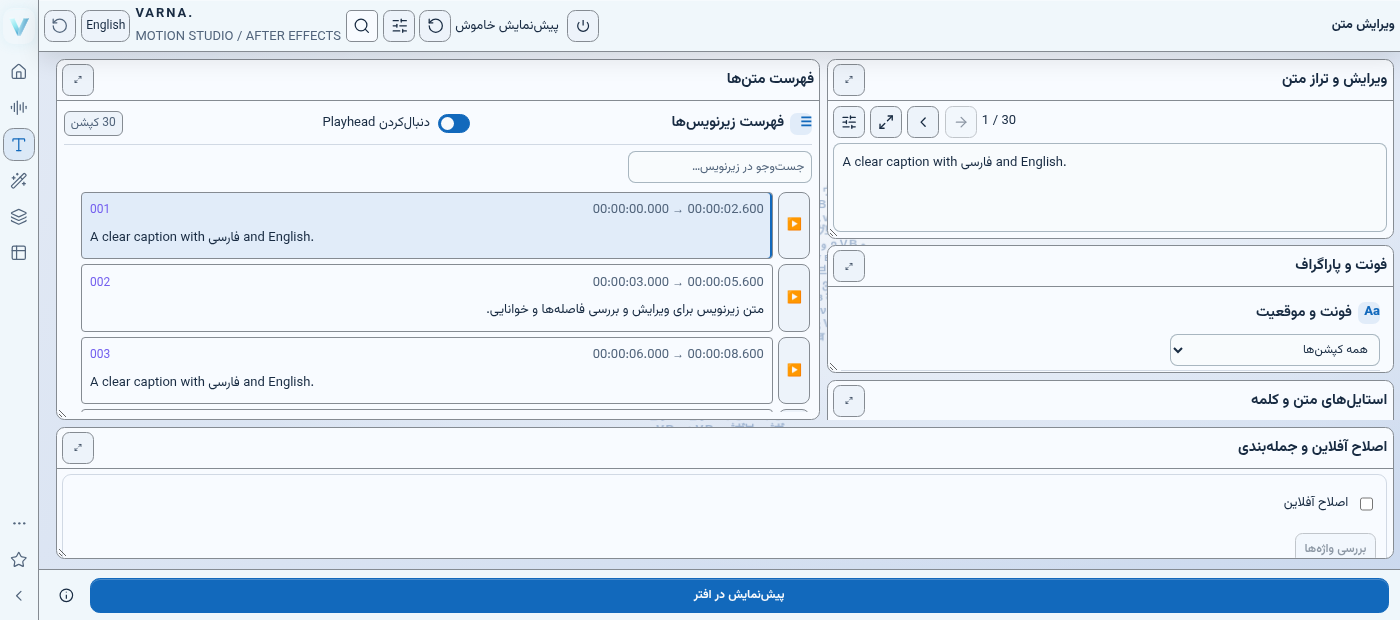 ویرایش متن
پیش‌نمایش خاموش
VARNA.
MOTION STUDIO / AFTER EFFECTS
English
ویرایش و تراز متن
1 / 30
A clear caption with فارسی and English.
فونت و پاراگراف
Aa فونت و موقعیت
همه کپشن‌ها
استایل‌های متن و کلمه
فهرست متن‌ها
فهرست زیرنویس‌ها
دنبال‌کردن Playhead
30 کپشن
جست‌وجو در زیرنویس…
001 00:00:00.000 → 00:00:02.600
A clear caption with فارسی and English.
002 00:00:03.000 → 00:00:05.600
متن زیرنویس برای ویرایش و بررسی فاصله‌ها و خوانایی.
003 00:00:06.000 → 00:00:08.600
A clear caption with فارسی and English.
اصلاح آفلاین و جمله‌بندی
اصلاح آفلاین
بررسی واژه‌ها
پیش‌نمایش در افتر